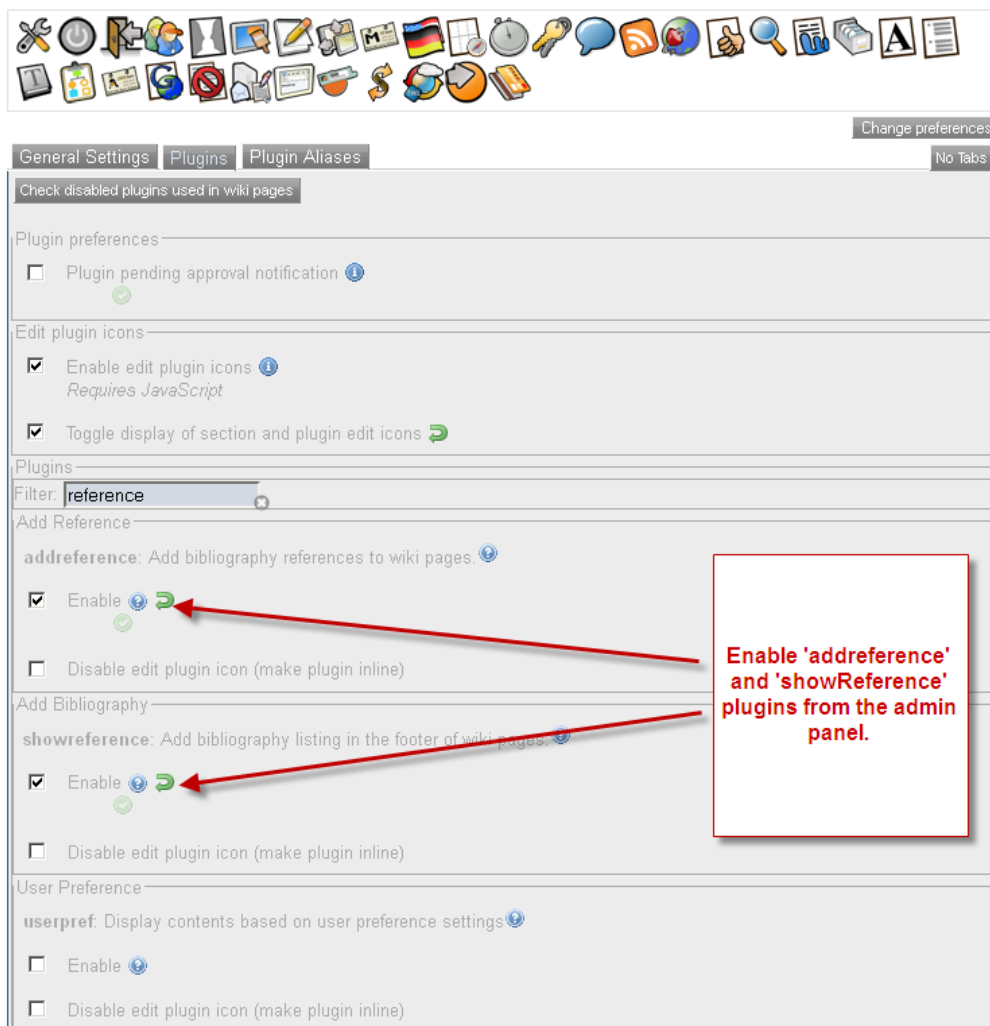 Change preferences
General Settings Plugins Plugin Aliases
No Tabs
Check disabled plugins used in wiki pages
Plugin preferences
Plugin pending approval notification
Edit plugin icons
Enable edit plugin icons
Requires JavaScript
Toggle display of section and plugin edit icons
Plugins
Filter: reference
Add Reference
addreference: Add bibliography references to wiki pages.
Enable
Disable edit plugin icon (make plugin inline)
Add Bibliography
showreference: Add bibliography listing in the footer of wiki pages.
Enable
Disable edit plugin icon (make plugin inline)
User Preference
userpref: Display contents based on user preference settings
Enable
Disable edit plugin icon (make plugin inline)
Enable 'addreference'
and 'showReference'
plugins from the admin
panel.